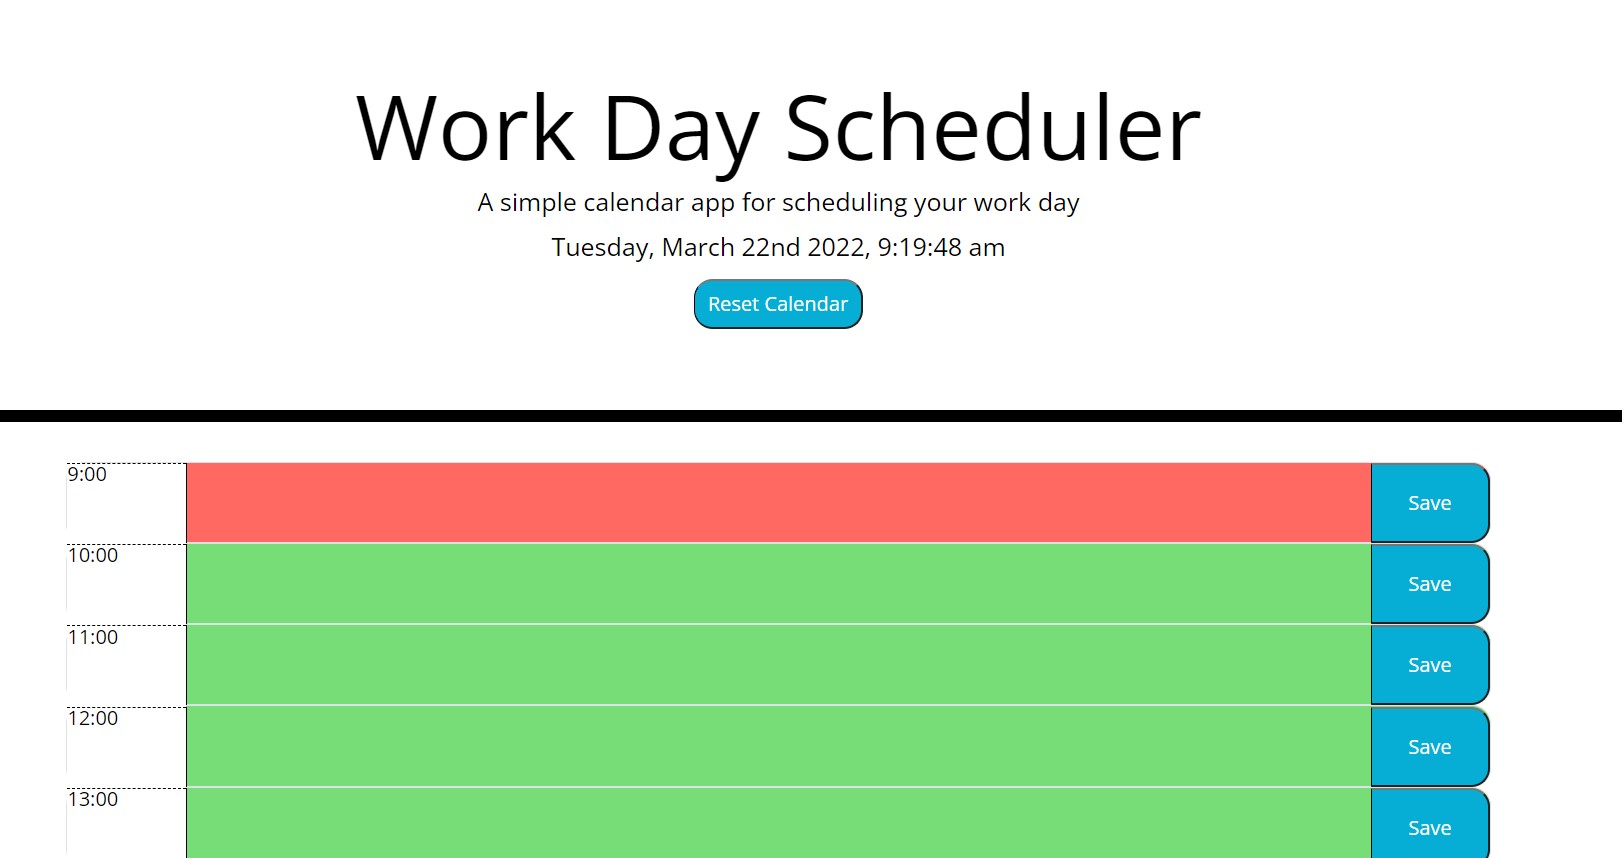 Work Day Scheduler
A simple calendar app for scheduling your work day
Tuesday, March 22nd 2022, 9:19:48 am
Reset Calendar
9:00
Save
10:00
Save
11:00
Save
12:00
Save
13:00
Save